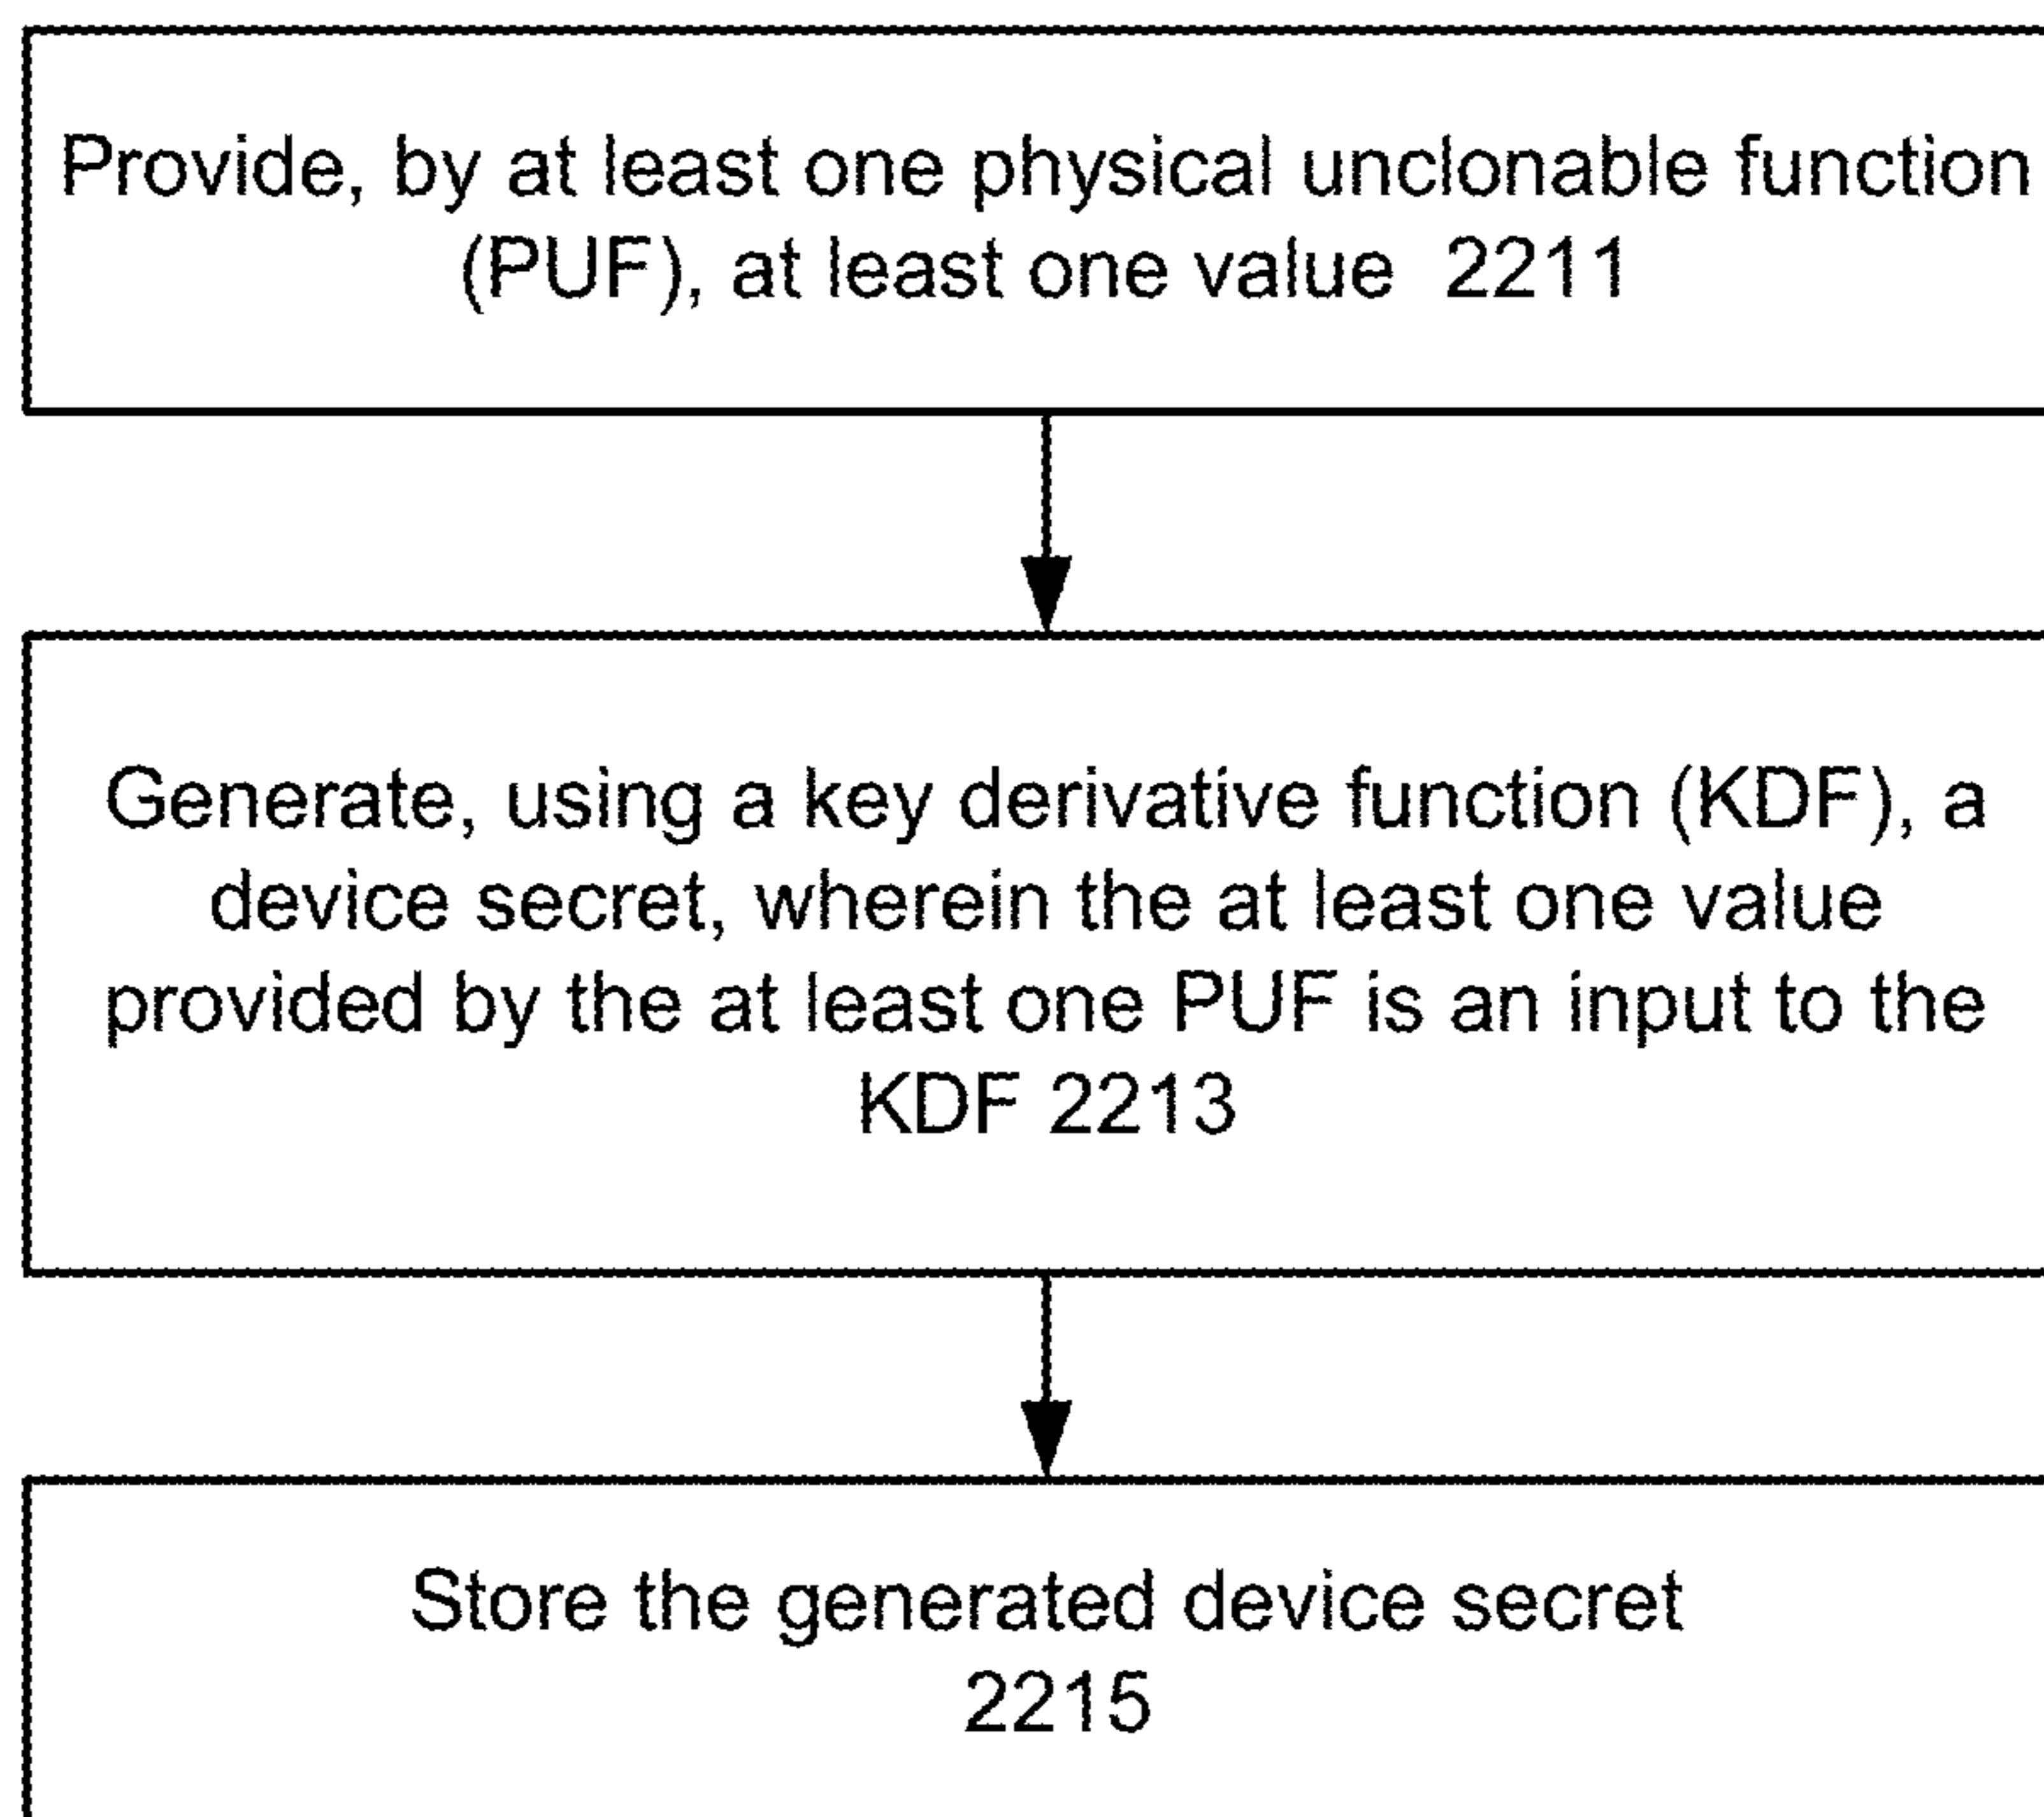 Provide, by at least one physical unclonable function
(PUF), at least one value 2211
Generate, using a key derivative function (KDF), a
device secret, wherein the at least one value
provided by the at least one PUF is an input to the
KDF 2213
Store the generated device secret
2215